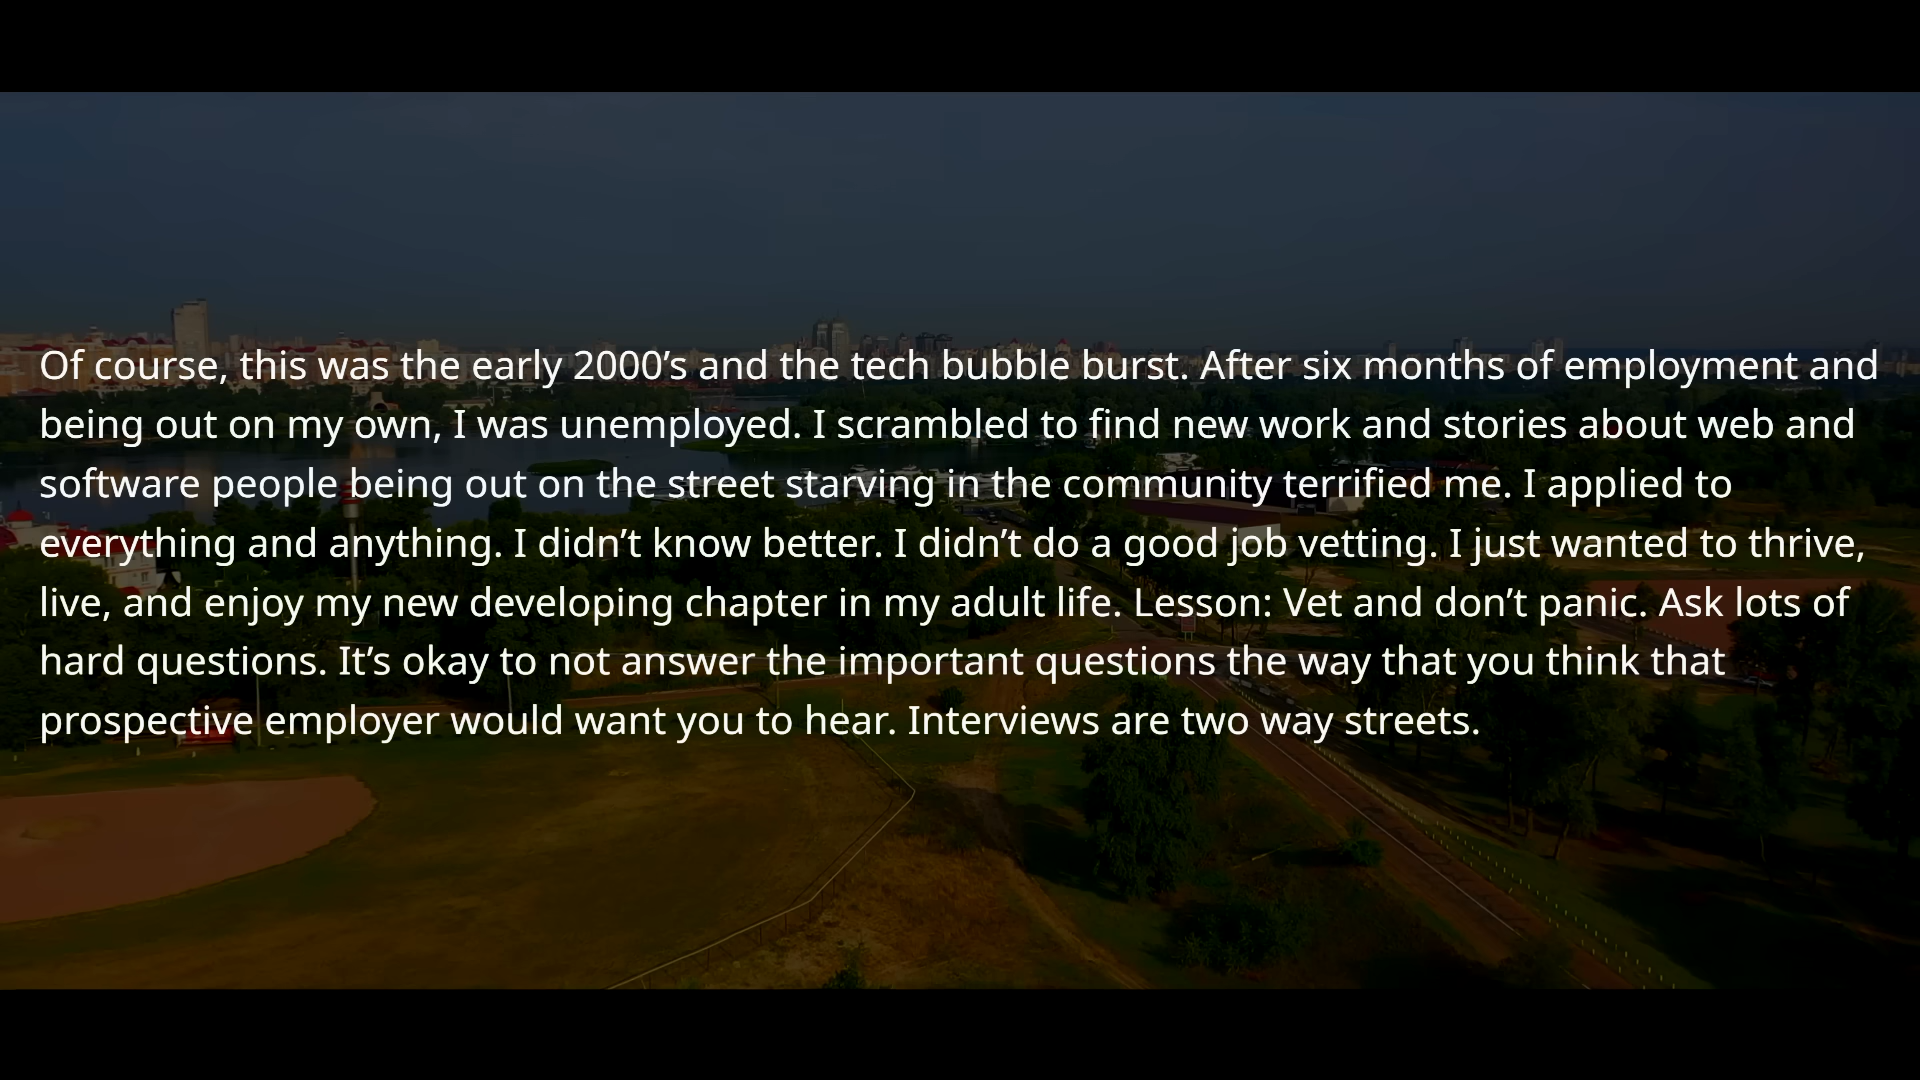 Of course, this was the early 2000’s and the tech bubble burst. After six months of employment and
being out on my own, I was unemployed. I scrambled to find new work and stories about web and
software people being out on the street starving in the community terrified me. I applied to
everything and anything. I didn’t know better. I didn’t do a good job vetting. I just wanted to thrive,
live, and enjoy my new developing chapter in my adult life. Lesson: Vet and don’t panic. Ask lots of
hard questions. It’s okay to not answer the important questions the way that you think that
prospective employer would want you to hear. Interviews are two way streets.